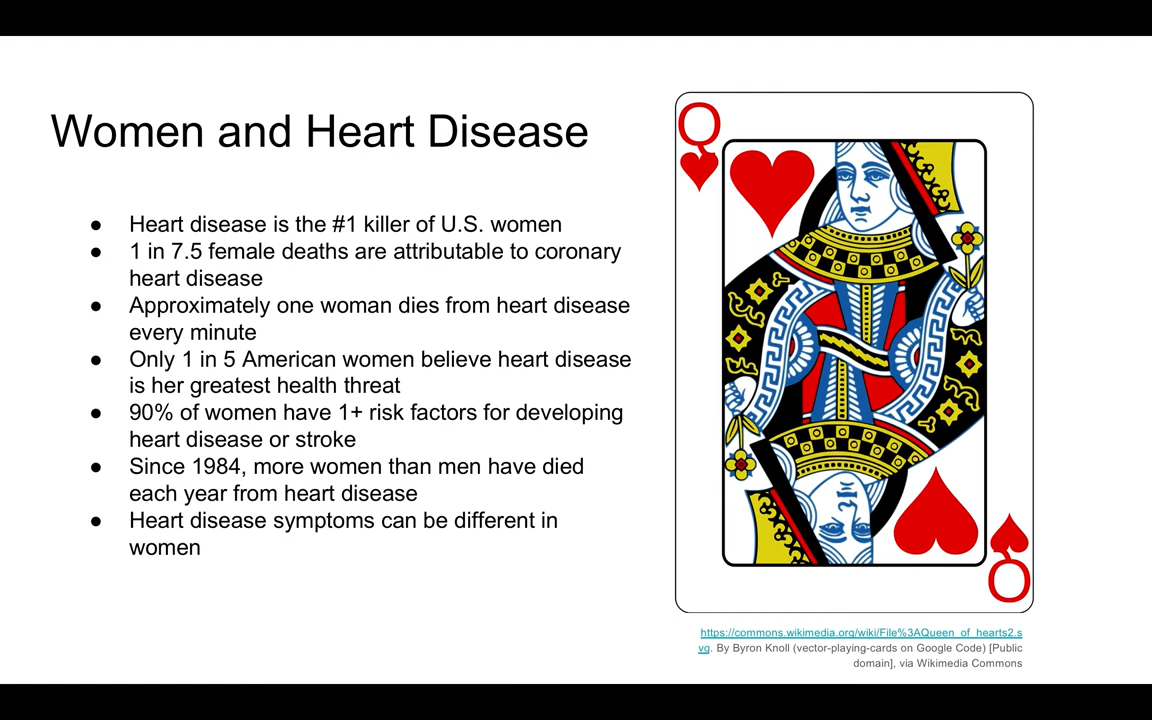 Women and Heart Disease
● Heart disease is the #1 killer of U.S. women
● 1 in 7.5 female deaths are attributable to coronary
heart disease
● Approximately one woman dies from heart disease
every minute
● Only 1 in 5 American women believe heart disease
is her greatest health threat
● 90% of women have 1+ risk factors for developing
heart disease or stroke
● Since 1984, more women than men have died
each year from heart disease
● Heart disease symptoms can be different in
women
Q
Q
https://commons.wikimedia.org/wiki/File%3AQueen_of_hearts2.s
vg. By Byron Knoll (vector-playing-cards on Google Code) [Public
domain], via Wikimedia Commons